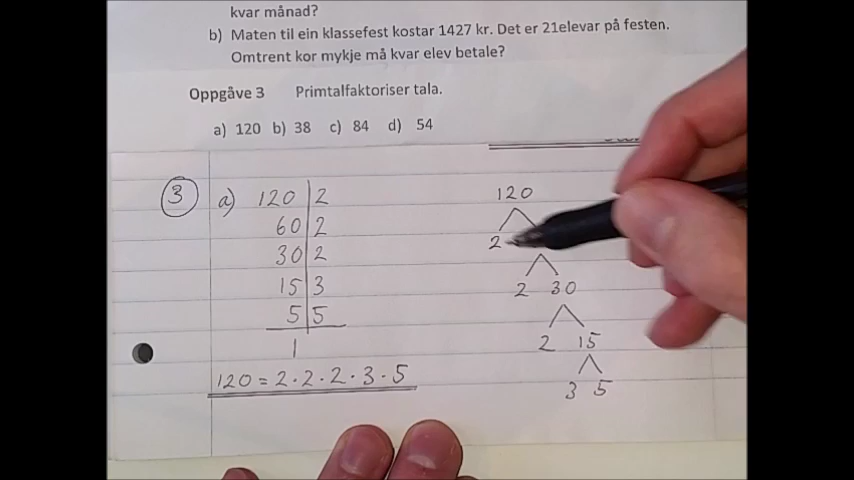 kvar månad?
b) Maten til ein klassefest kostar 1427 kr. Det er 21elevar på festen.
Omtrent kor mykje må kvar elev betale?
Oppgåve 3 Primtalfaktoriser tala.
a) 120 b) 38 c) 84 d) 54
3 a) 120 2
60 2
30 2
15 3
5 5
1
120 = 2 · 2 · 2 · 3 · 5
120
2
2 30
2 15
3 5